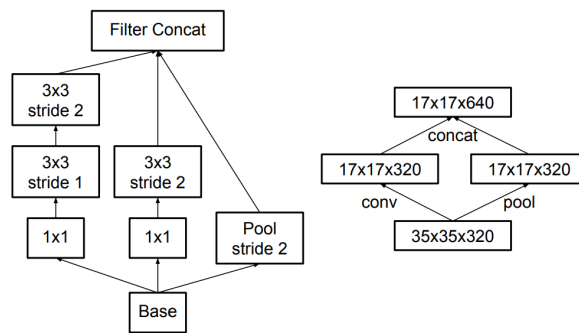 Filter Concat
3x3
stride 2
3x3
stride 1
3x3
stride 2
1x1
1x1
Pool
stride 2
Base
17x17x640
concat
17x17x320
17x17x320
conv
pool
35x35x320